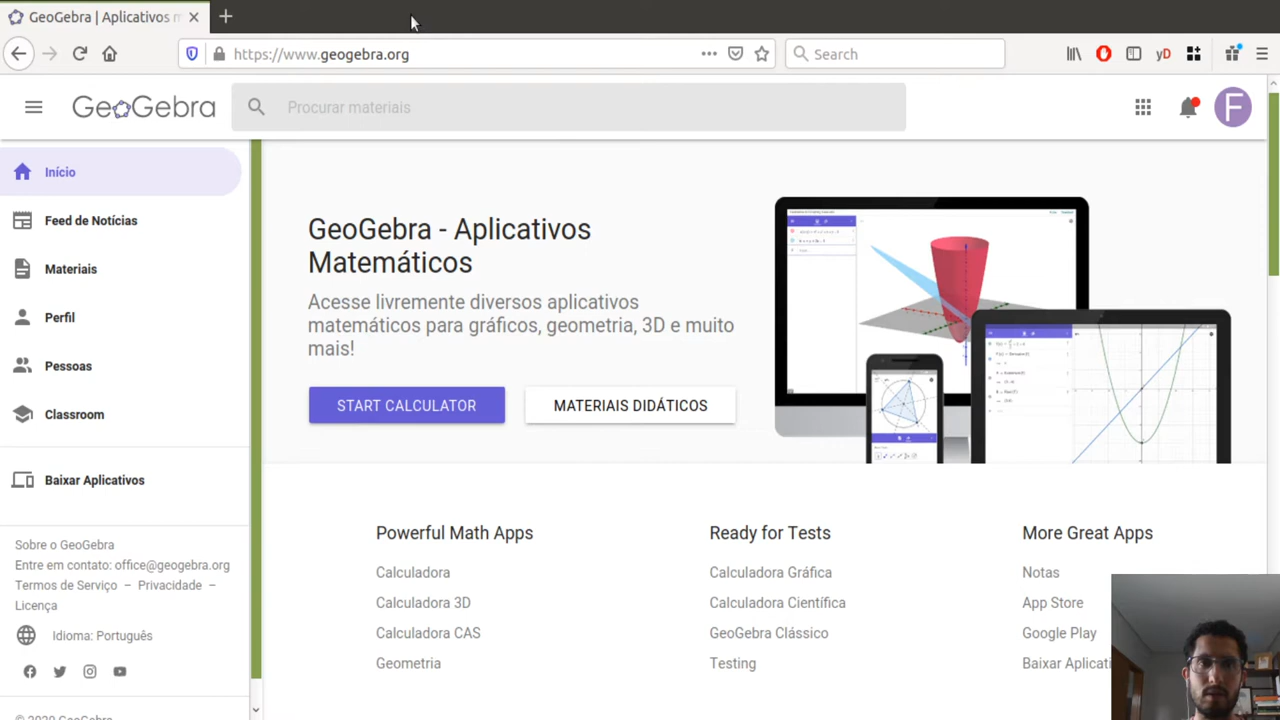 GeoGebra | Aplicativos m
https://www.geogebra.org
Search
yD
GeoGebra
Procurar materiais
F
Início
Feed de Notícias
Materiais
Perfil
Pessoas
Classroom
Baixar Aplicativos
Sobre o GeoGebra
Entre em contato: office@geogebra.org
Termos de Serviço – Privacidade –
Licença
Idioma: Português
GeoGebra - Aplicativos
Matemáticos
Acesse livremente diversos aplicativos
matemáticos para gráficos, geometria, 3D e muito
mais!
START CALCULATOR
MATERIAIS DIDÁTICOS
Powerful Math Apps
Calculadora
Calculadora 3D
Calculadora CAS
Geometria
Ready for Tests
Calculadora Gráfica
Calculadora Científica
GeoGebra Clássico
Testing
More Great Apps
Notas
App Store
Google Play
Baixar Aplicati